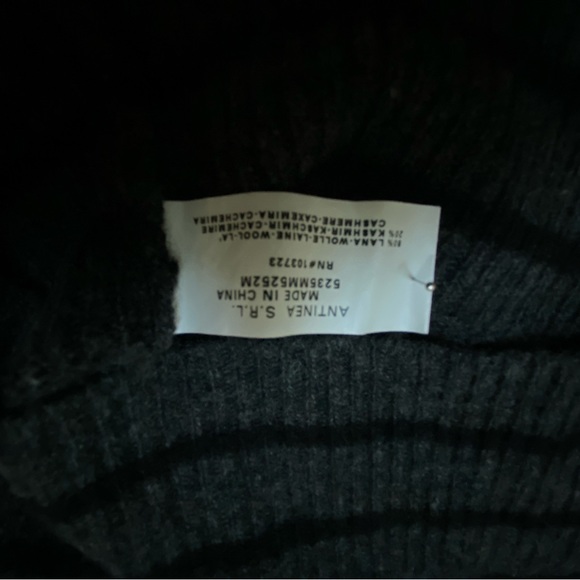 ANTINEA S.R.L.
MADE IN CHINA
5235MM5252M
RN#103723
80% LANA-WOLLE-LAINE-WOOL-LA'
20% KASHMIR-KASCHMIR-CACHEMIRE
CASHMERE-CAXEMIRA-CACHEMIRA